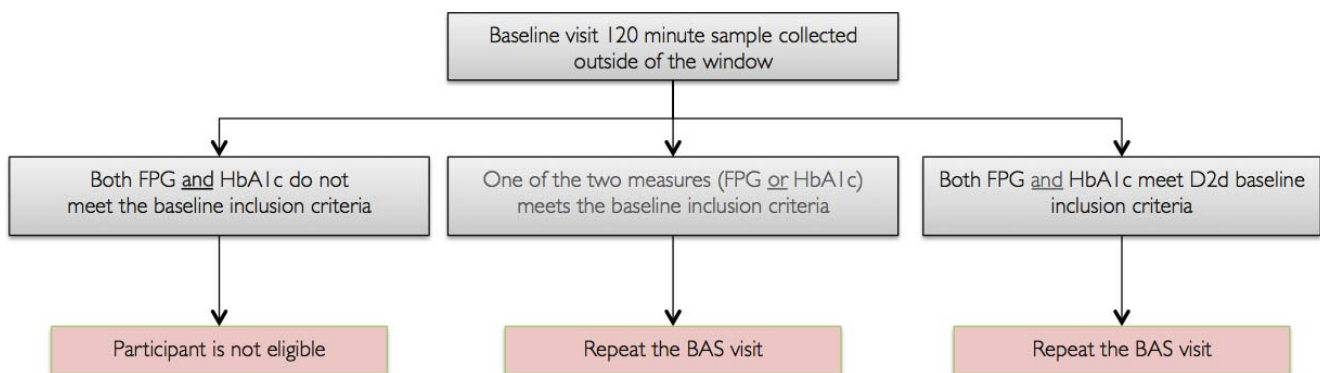 Baseline visit 120 minute sample collected
outside of the window
Both FPG and HbA1c do not
meet the baseline inclusion criteria
One of the two measures (FPG or HbA1c)
meets the baseline inclusion criteria
Both FPG and HbA1c meet D2d baseline
inclusion criteria
Participant is not eligible
Repeat the BAS visit
Repeat the BAS visit